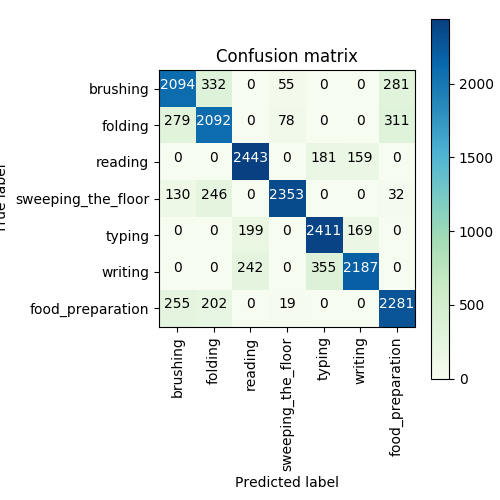 Confusion matrix
brushing 2094 332 0 55 0 0 281
folding 279 2092 0 78 0 0 311
reading 0 0 2443 0 181 159 0
sweeping_the_floor 130 246 0 2353 0 0 32
typing 0 0 199 0 2411 169 0
writing 0 0 242 0 355 2187 0
food_preparation 255 202 0 19 0 0 2281
brushing
folding
reading
sweeping_the_floor
typing
writing
food_preparation
Predicted label
True label
2000
1500
1000
500
0